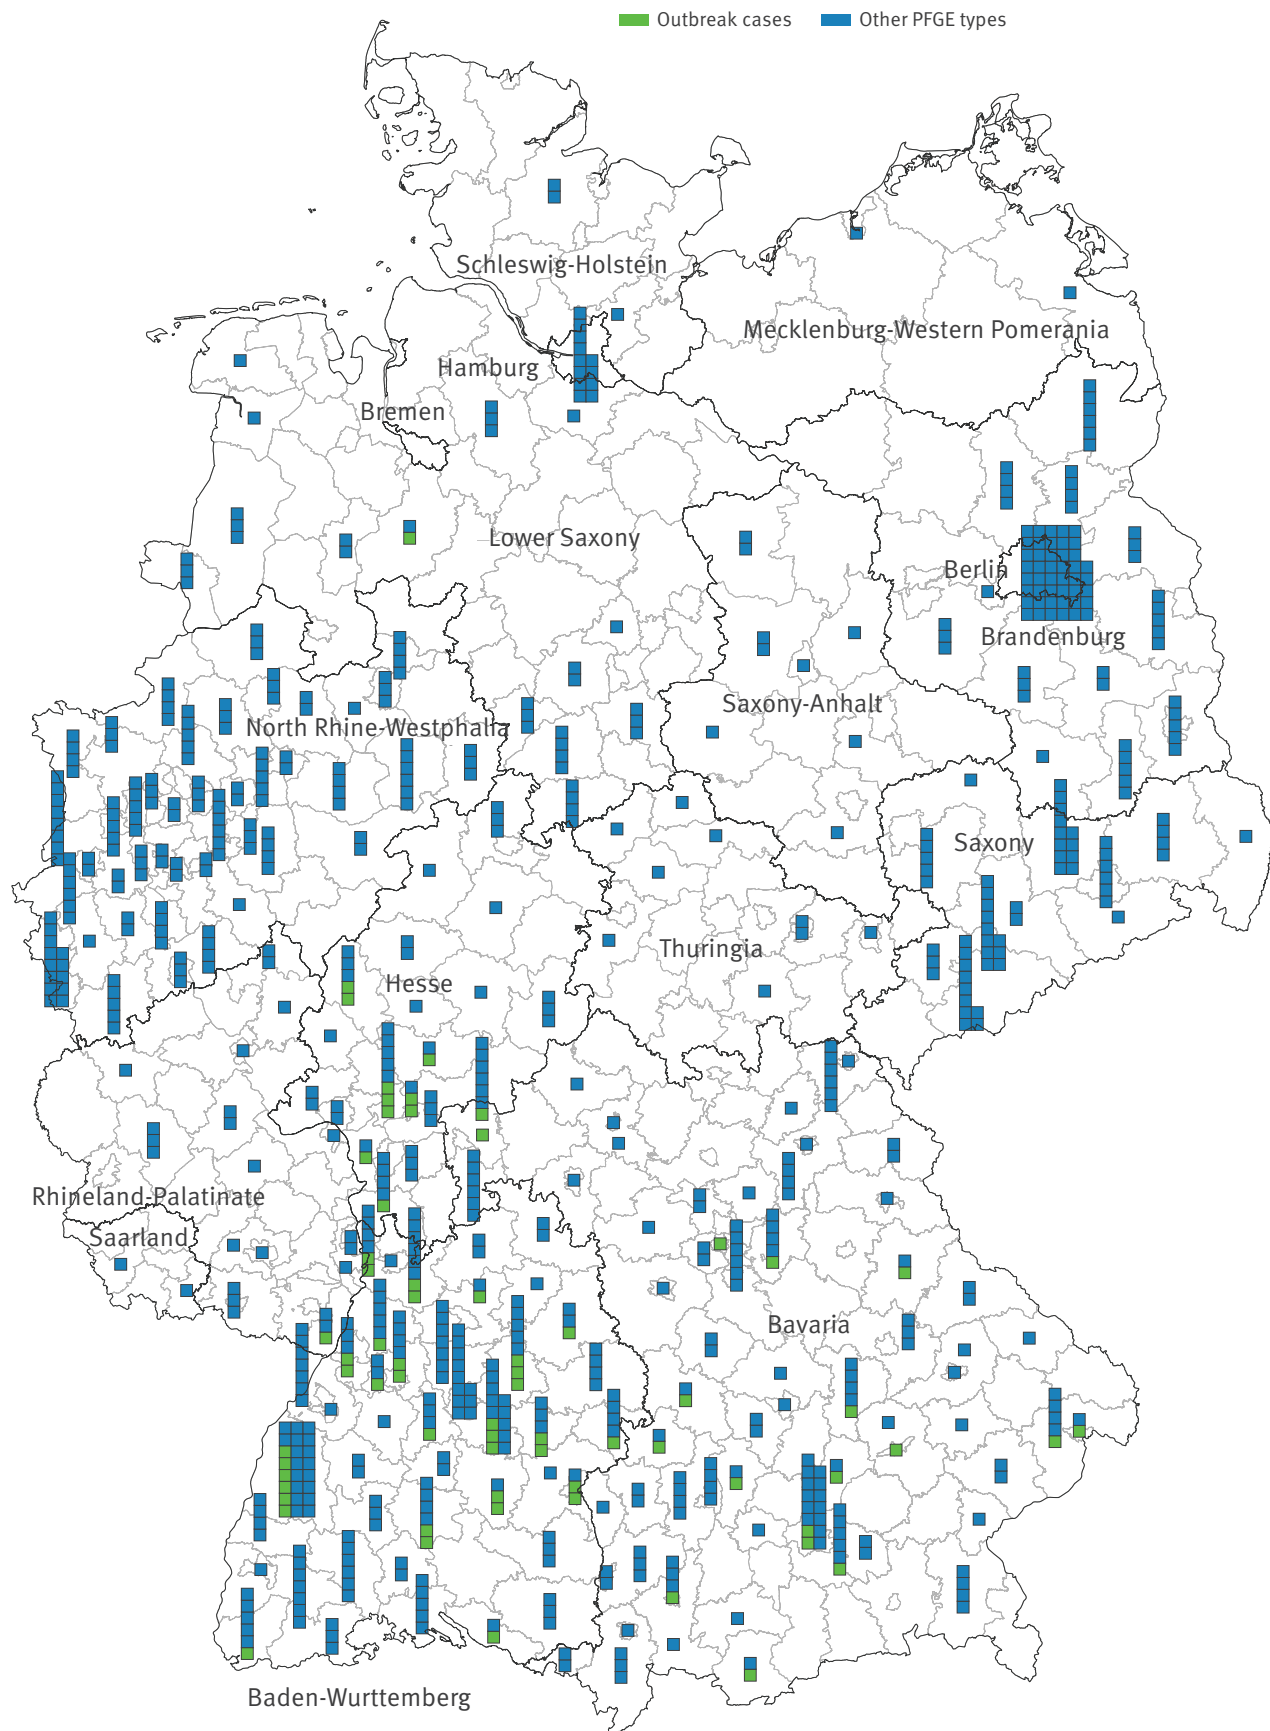 Outbreak cases
Other PFGE types
Schleswig-Holstein
Mecklenburg-Western Pomerania
Hamburg
Bremen
Lower Saxony
Berlin
Brandenburg
Saxony-Anhalt
North Rhine-Westphalia
Saxony
Thuringia
Hesse
Rhineland-Palatinate
Saarland
Bavaria
Baden-Wurttemberg